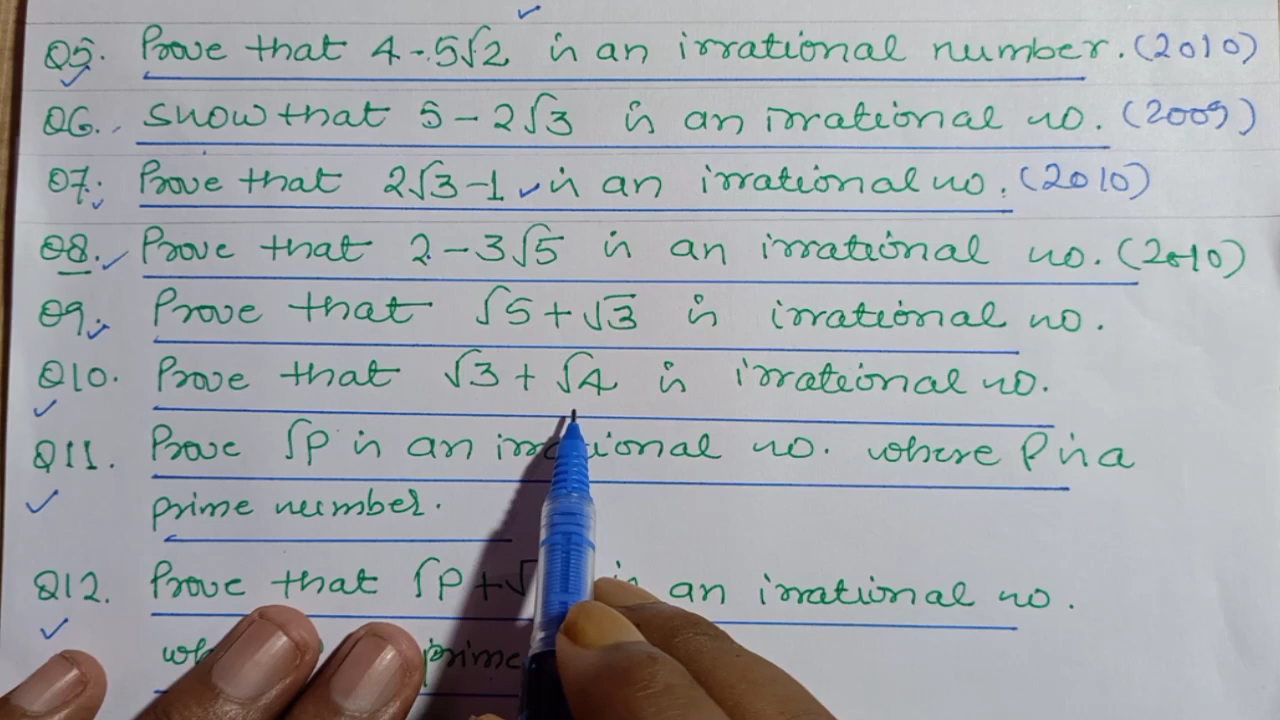 Q5. Prove that 4-5√2 is an irrational number. (2010)
Q6. Show that 5-2√3 is an irrational no. (2009)
Q7. Prove that 2√3-1 is an irrational no. (2010)
Q8. Prove that 2-3√5 is an irrational no. (2010)
Q9. Prove that √5+√3 is irrational no.
Q10. Prove that √3+√4 is irrational no.
Q11. Prove √P is an irrational no. where P is a
prime number.
Q12. Prove that √P+√ is an irrational no.
prime